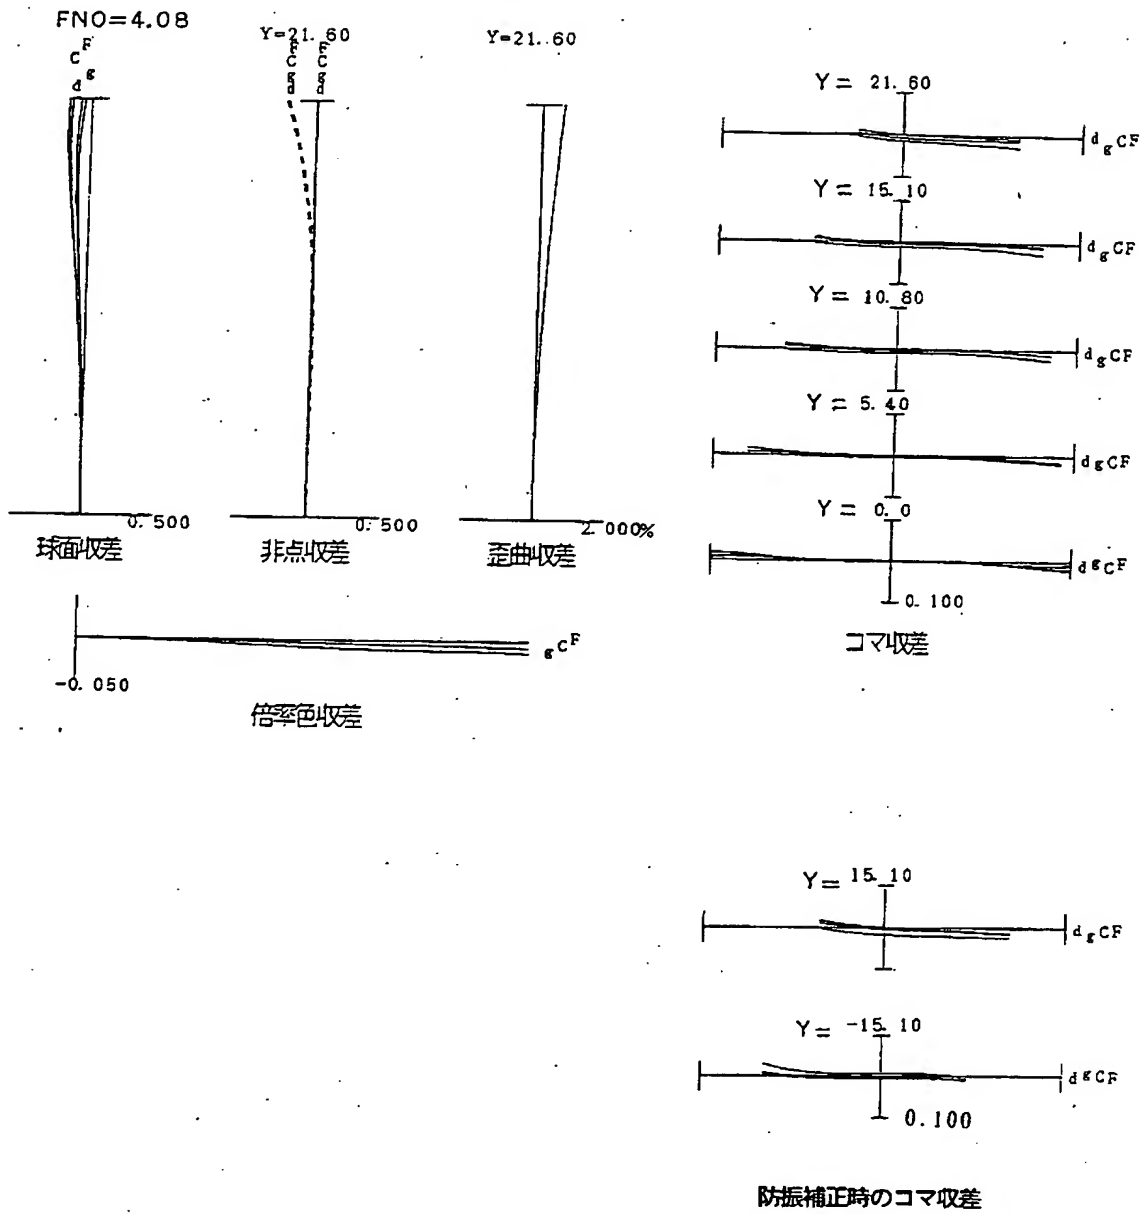 FNO=4.08
C F
d g
Y=21.60
F F
C C
g g
d d
Y=21.60
0.500
球面収差
0.500
非点収差
2.000%
歪曲収差
g C F
-0.050
倍率色収差
Y= 21.60
d g C F
Y= 15.10
d g C F
Y= 10.80
d g C F
Y= 5.40
d g C F
Y= 0.0
d g C F
0.100
コマ収差
Y= 15.10
d g C F
Y= -15.10
d g C F
0.100
防振補正時のコマ収差